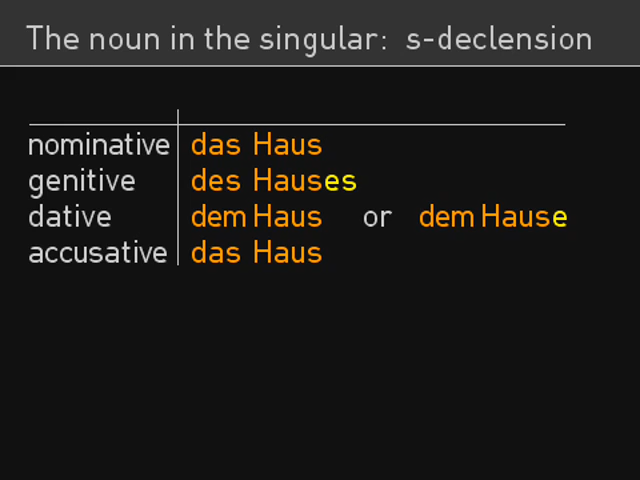 The noun in the singular: s-declension
nominative das Haus
genitive des Hauses
dative dem Haus or dem Hause
accusative das Haus